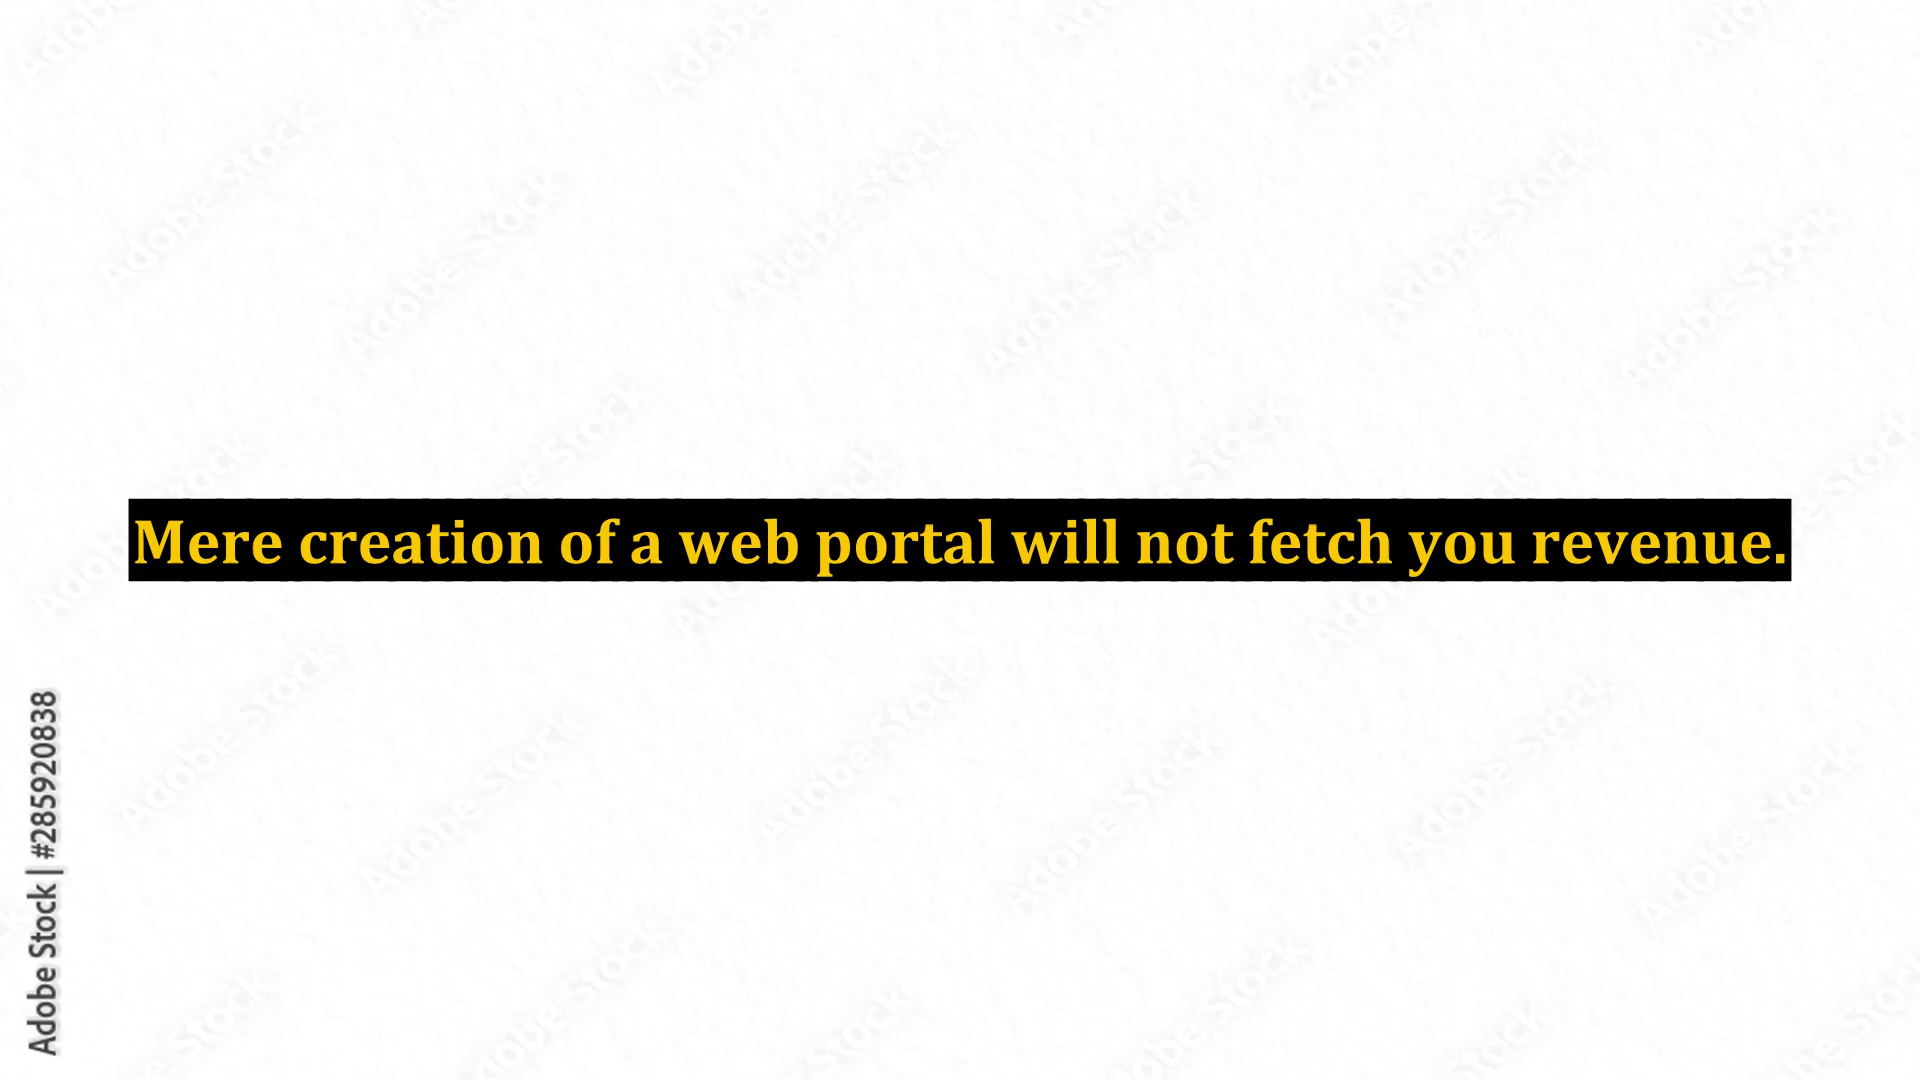 Mere creation of a web portal will not fetch you revenue.
Adobe Stock | #285920838